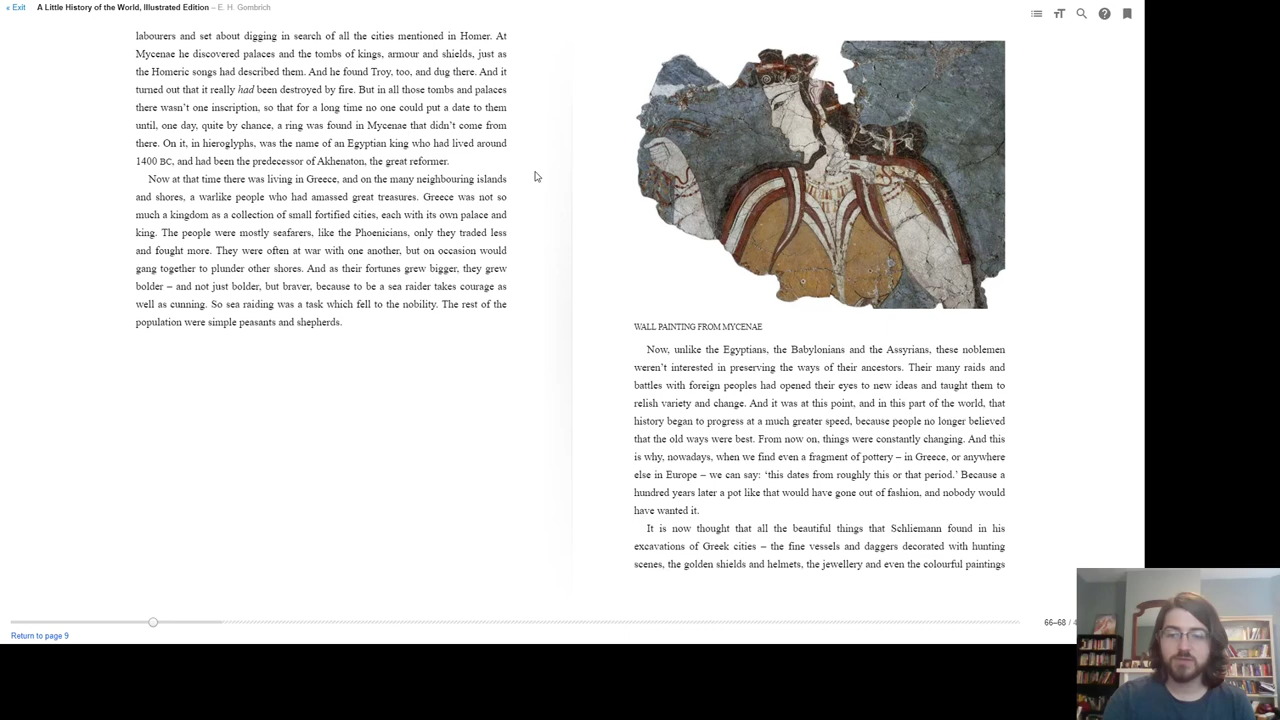 « Exit
A Little History of the World, Illustrated Edition – E. H. Gombrich
labourers and set about digging in search of all the cities mentioned in Homer. At
Mycenae he discovered palaces and the tombs of kings, armour and shields, just as
the Homeric songs had described them. And he found Troy, too, and dug there. And it
turned out that it really had been destroyed by fire. But in all those tombs and palaces
there wasn't one inscription, so that for a long time no one could put a date to them
until, one day, quite by chance, a ring was found in Mycenae that didn't come from
there. On it, in hieroglyphs, was the name of an Egyptian king who had lived around
1400 BC, and had been the predecessor of Akhenaton, the great reformer.
Now at that time there was living in Greece, and on the many neighbouring islands
and shores, a warlike people who had amassed great treasures. Greece was not so
much a kingdom as a collection of small fortified cities, each with its own palace and
king. The people were mostly seafarers, like the Phoenicians, only they traded less
and fought more. They were often at war with one another, but on occasion would
gang together to plunder other shores. And as their fortunes grew bigger, they grew
bolder – and not just bolder, but braver, because to be a sea raider takes courage as
well as cunning. So sea raiding was a task which fell to the nobility. The rest of the
population were simple peasants and shepherds.
WALL PAINTING FROM MYCENAE
Now, unlike the Egyptians, the Babylonians and the Assyrians, these noblemen
weren't interested in preserving the ways of their ancestors. Their many raids and
battles with foreign peoples had opened their eyes to new ideas and taught them to
relish variety and change. And it was at this point, and in this part of the world, that
history began to progress at a much greater speed, because people no longer believed
that the old ways were best. From now on, things were constantly changing. And this
is why, nowadays, when we find even a fragment of pottery – in Greece, or anywhere
else in Europe – we can say: ‘this dates from roughly this or that period.’ Because a
hundred years later a pot like that would have gone out of fashion, and nobody would
have wanted it.
It is now thought that all the beautiful things that Schliemann found in his
excavations of Greek cities – the fine vessels and daggers decorated with hunting
scenes, the golden shields and helmets, the jewellery and even the colourful paintings
66–68 /
Return to page 9